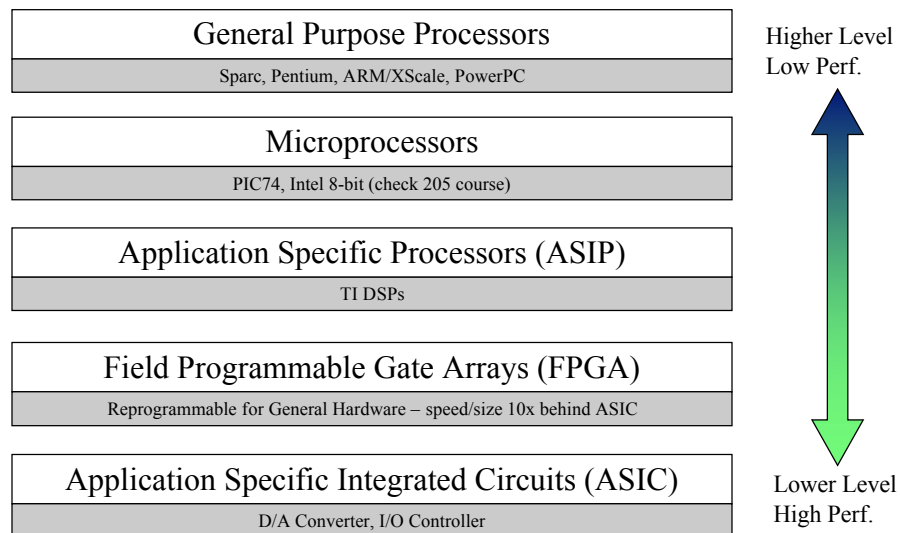 General Purpose Processors
Sparc, Pentium, ARM/XScale, PowerPC
Higher Level
Low Perf.
Microprocessors
PIC74, Intel 8-bit (check 205 course)
Application Specific Processors (ASIP)
TI DSPs
Field Programmable Gate Arrays (FPGA)
Reprogrammable for General Hardware – speed/size 10x behind ASIC
Application Specific Integrated Circuits (ASIC)
D/A Converter, I/O Controller
Lower Level
High Perf.